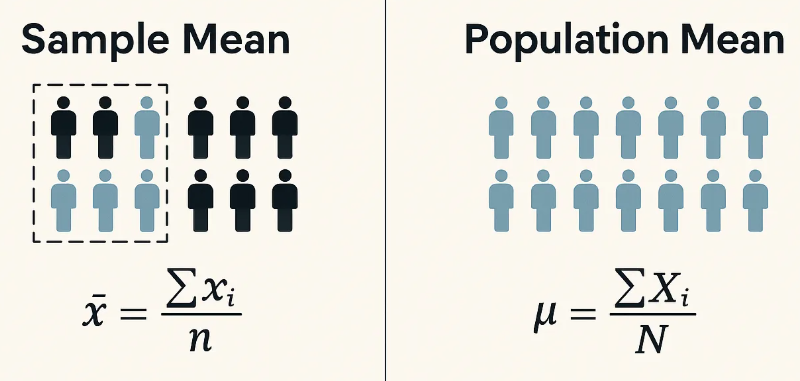 Sample Mean
x̄ = ∑xᵢ / n
Population Mean
μ = ∑Xᵢ / N